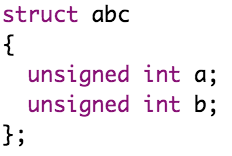 struct abc
{
  unsigned int a;
  unsigned int b;
};